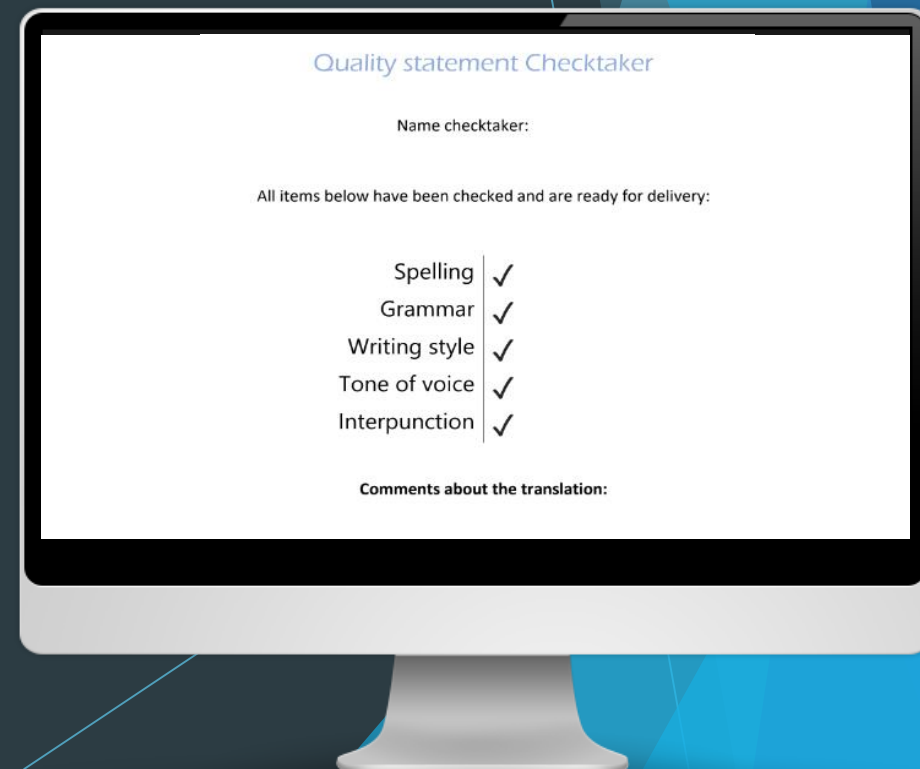 Quality statement Checktaker
Name checktaker:
All items below have been checked and are ready for delivery:
Spelling ✓
Grammar ✓
Writing style ✓
Tone of voice ✓
Interpunction ✓
Comments about the translation: